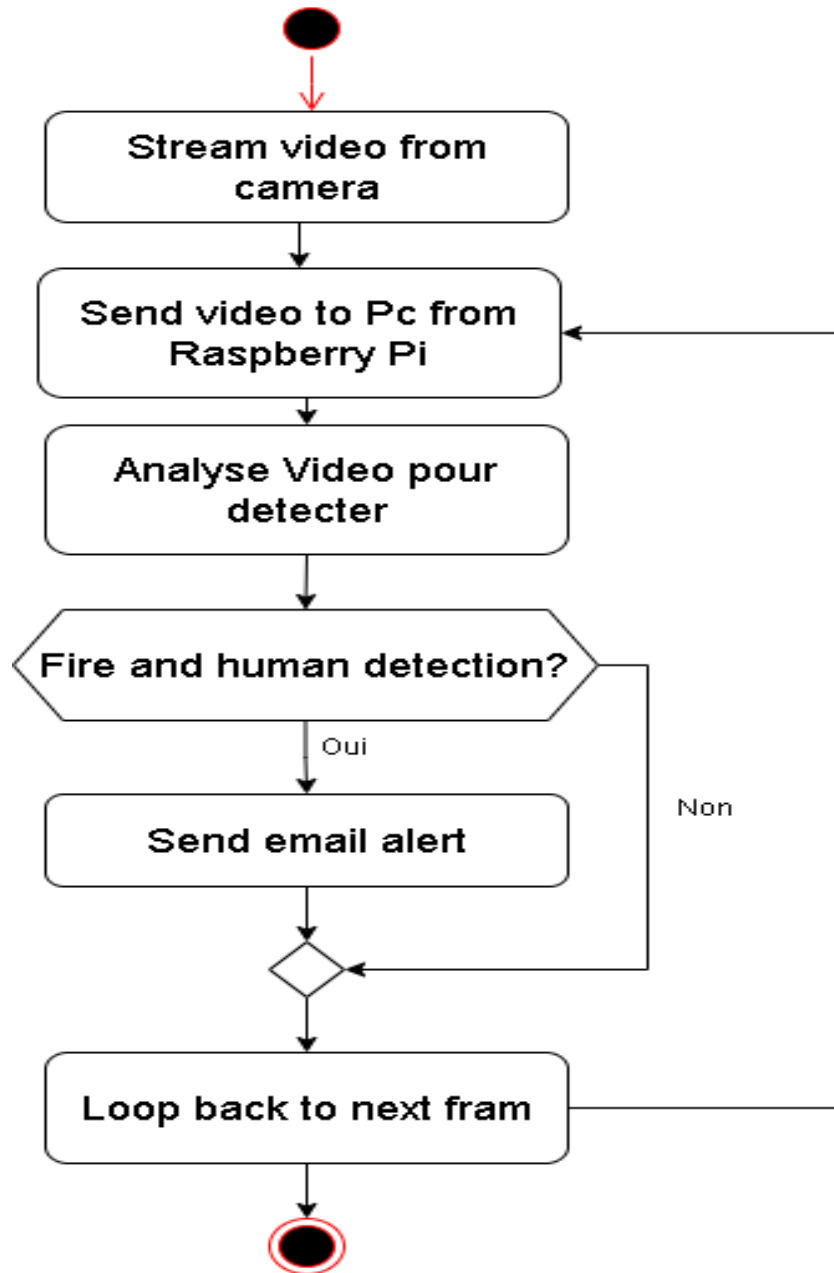 Stream video from
camera
Send video to Pc from
Raspberry Pi
Analyse Video pour
detecter
Fire and human detection?
Oui
Non
Send email alert
Loop back to next fram